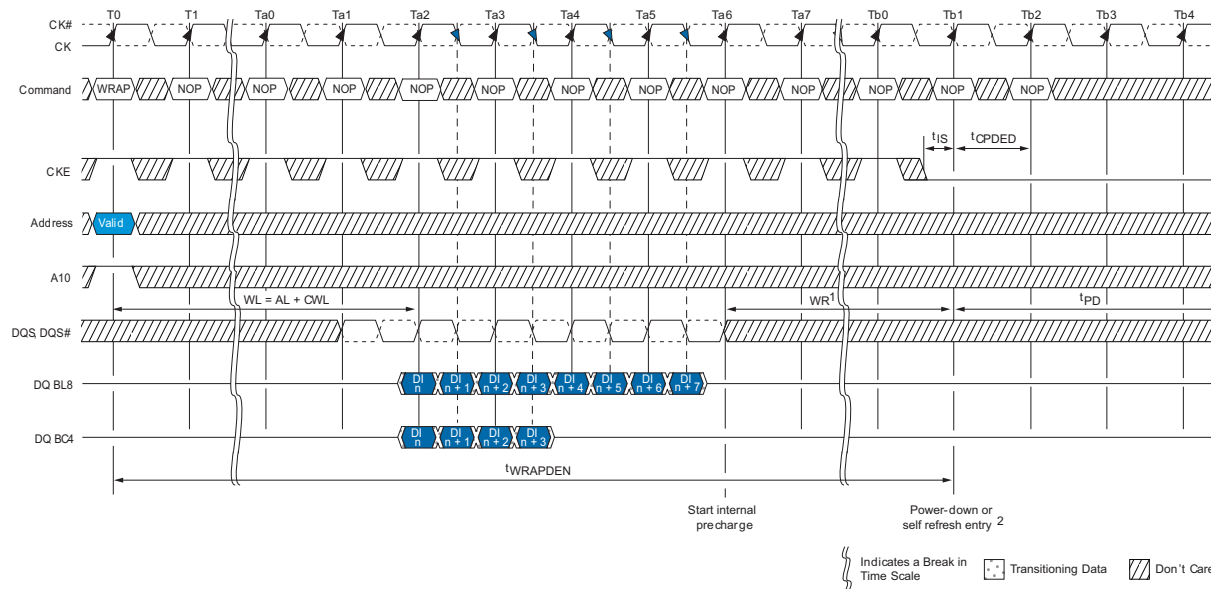 T0 T1 Ta0 Ta1 Ta2 Ta3 Ta4 Ta5 Ta6 Ta7 Tb0 Tb1 Tb2 Tb3 Tb4
CK#
CK
Command WRAP NOP NOP NOP NOP NOP NOP NOP NOP NOP NOP NOP NOP
tIS tCPDED
CKE
Address Valid
A10
WL = AL + CWL WR1 tPD
DQS, DQS#
DQ BL8 DI n DI n + 1 DI n + 2 DI n + 3 DI n + 4 DI n + 5 DI n + 6 DI n + 7
DQ BC4 DI n DI n + 1 DI n + 2 DI n + 3
tWRAPDEN
Start internal
precharge
Power-down or
self refresh entry 2
Indicates a Break in
Time Scale
Transitioning Data
Don't Care